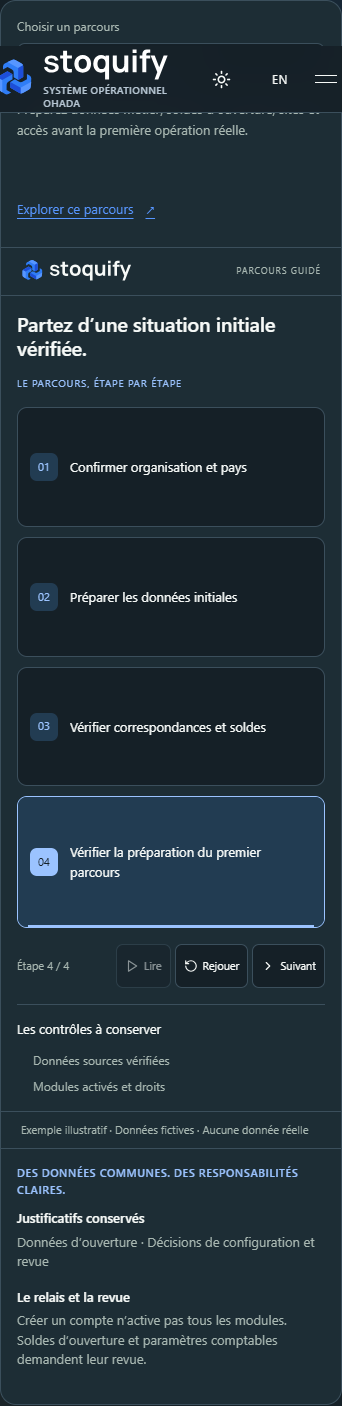 Choisir un parcours
stoquify
SYSTÈME OPÉRATIONNEL
OHADA
EN
accès avant la première opération réelle.
Explorer ce parcours ↗
stoquify
PARCOURS GUIDÉ
Partez d’une situation initiale
vérifiée.
LE PARCOURS, ÉTAPE PAR ÉTAPE
01 Confirmer organisation et pays
02 Préparer les données initiales
03 Vérifier correspondances et soldes
04 Vérifier la préparation du premier
parcours
Étape 4 / 4
Lire
Rejouer
Suivant
Les contrôles à conserver
Données sources vérifiées
Modules activés et droits
Exemple illustratif · Données fictives · Aucune donnée réelle
DES DONNÉES COMMUNES. DES RESPONSABILITÉS
CLAIRES.
Justificatifs conservés
Données d’ouverture · Décisions de configuration et
revue
Le relais et la revue
Créer un compte n’active pas tous les modules.
Soldes d’ouverture et paramètres comptables
demandent leur revue.